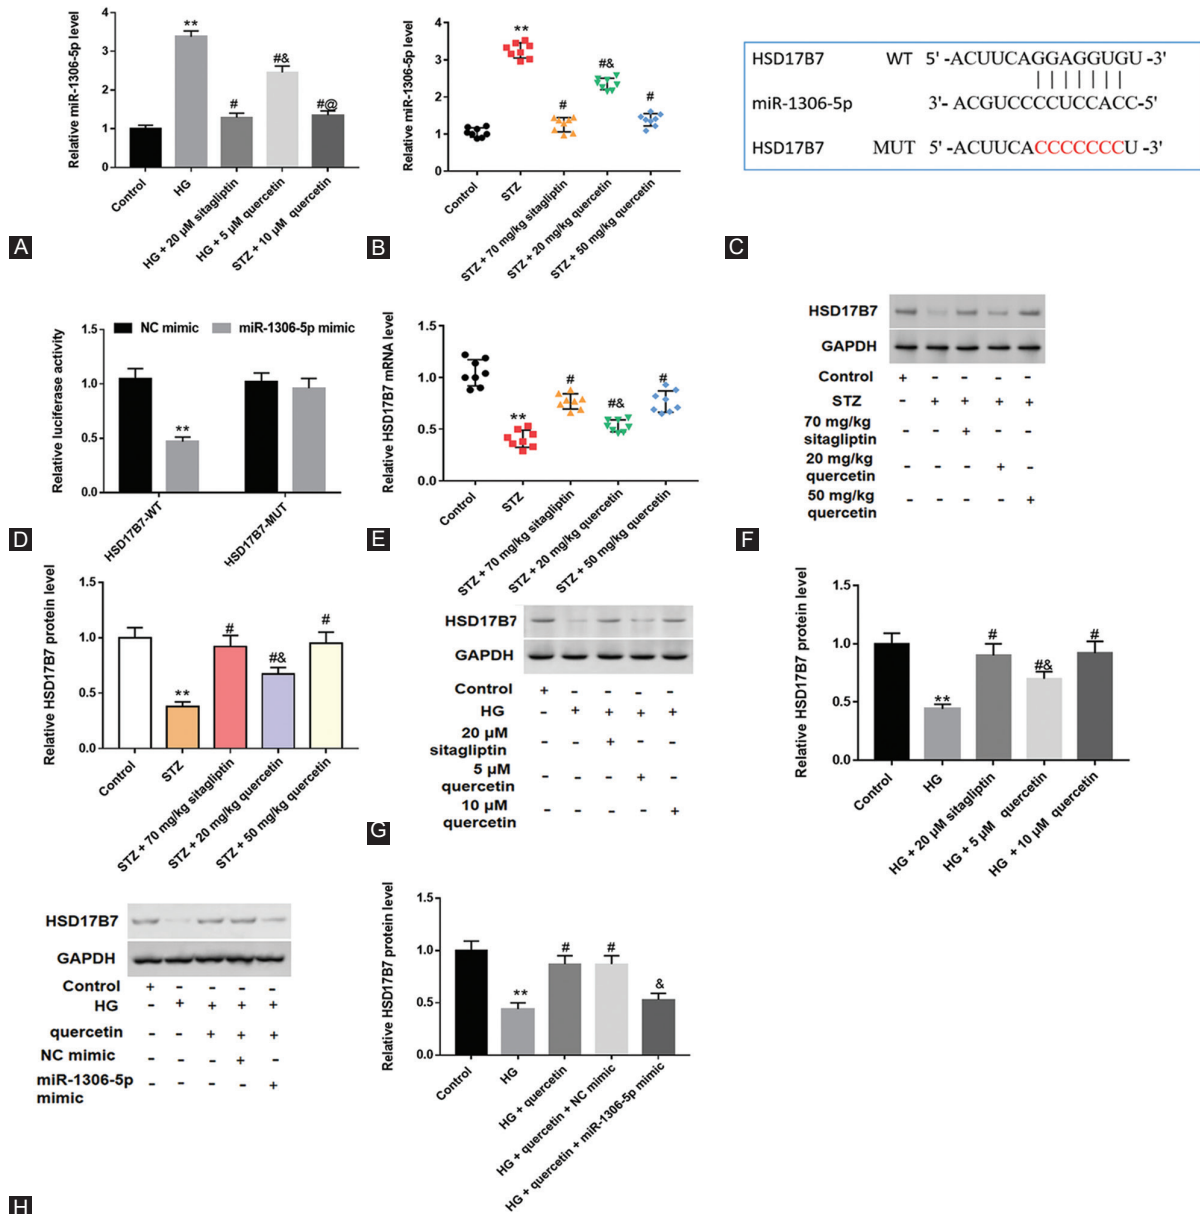 Relative miR-1306-5p level
4
3
2
1
0
**
#
#&
#@
Control
HG
HG + 20 μM sitagliptin
HG + 5 μM quercetin
STZ + 10 μM quercetin
A
Relative miR-1306-5p level
4
3
2
1
0
**
#
#&
#
Control
STZ
STZ + 70 mg/kg sitagliptin
STZ + 20 mg/kg quercetin
STZ + 50 mg/kg quercetin
B
HSD17B7 WT 5' -ACUUCAGGAGGUGU -3'
miR-1306-5p 3'- ACGUCCCCUCCACC-5'
HSD17B7 MUT 5' -ACUUCACCCCCCCU -3'
C
Relative luciferase activity
1.5
1.0
0.5
0.0
NC mimic miR-1306-5p mimic
**
HSD17B7-WT
HSD17B7-MUT
D
Relative HSD17B7 mRNA level
1.5
1.0
0.5
0.0
**
#
#&
#
Control
STZ
STZ + 70 mg/kg sitagliptin
STZ + 20 mg/kg quercetin
STZ + 50 mg/kg quercetin
E
HSD17B7
GAPDH
Control + - - - -
STZ - + + + +
70 mg/kg
sitagliptin - - + - -
20 mg/kg
quercetin - - - + -
50 mg/kg
quercetin - - - - +
F
Relative HSD17B7 protein level
1.5
1.0
0.5
0.0
**
#
#&
#
Control
STZ
STZ + 70 mg/kg sitagliptin
STZ + 20 mg/kg quercetin
STZ + 50 mg/kg quercetin
HSD17B7
GAPDH
Control + - - - -
HG - + + + +
20 μM
sitagliptin - - + - -
5 μM
quercetin - - - + -
10 μM
quercetin - - - - +
G
Relative HSD17B7 protein level
1.5
1.0
0.5
0.0
**
#
#&
#
Control
HG
HG + 20 μM sitagliptin
HG + 5 μM quercetin
HG + 10 μM quercetin
HSD17B7
GAPDH
Control + - - - -
HG - + + + +
quercetin - - + + +
NC mimic - - - + -
miR-1306-5p
mimic - - - - +
Relative HSD17B7 protein level
1.5
1.0
0.5
0.0
**
#
#
&
Control
HG
HG + quercetin
HG + quercetin + NC mimic
HG + quercetin + miR-1306-5p mimic
H